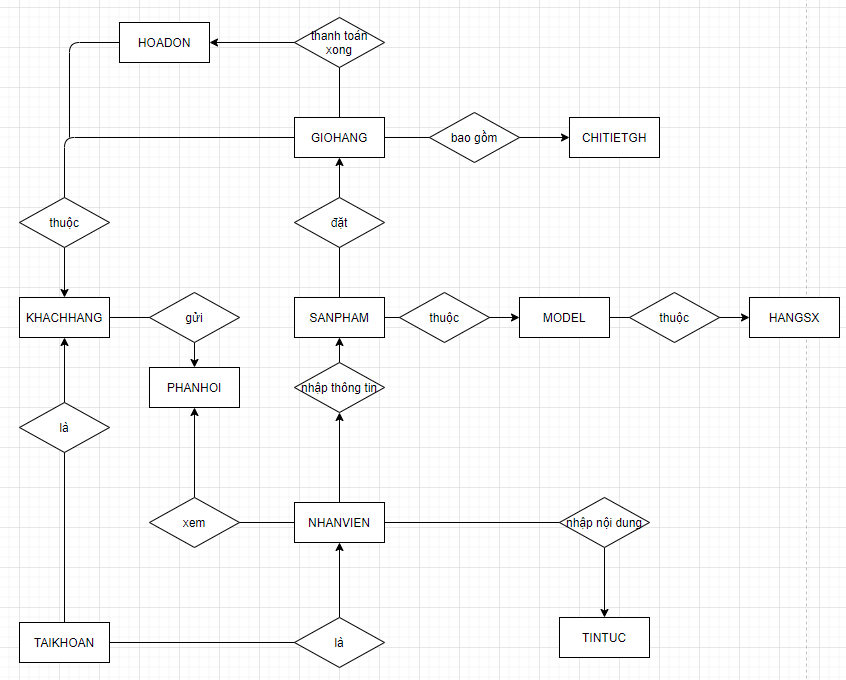 HOADON
thanh toán
xong
GIOHANG
bao gồm
CHITIETGH
thuộc
đặt
KHACHHANG
gửi
SANPHAM
thuộc
MODEL
thuộc
HANGSX
PHANHOI
nhập thông tin
là
xem
NHANVIEN
nhập nội dung
TAIKHOAN
là
TINTUC